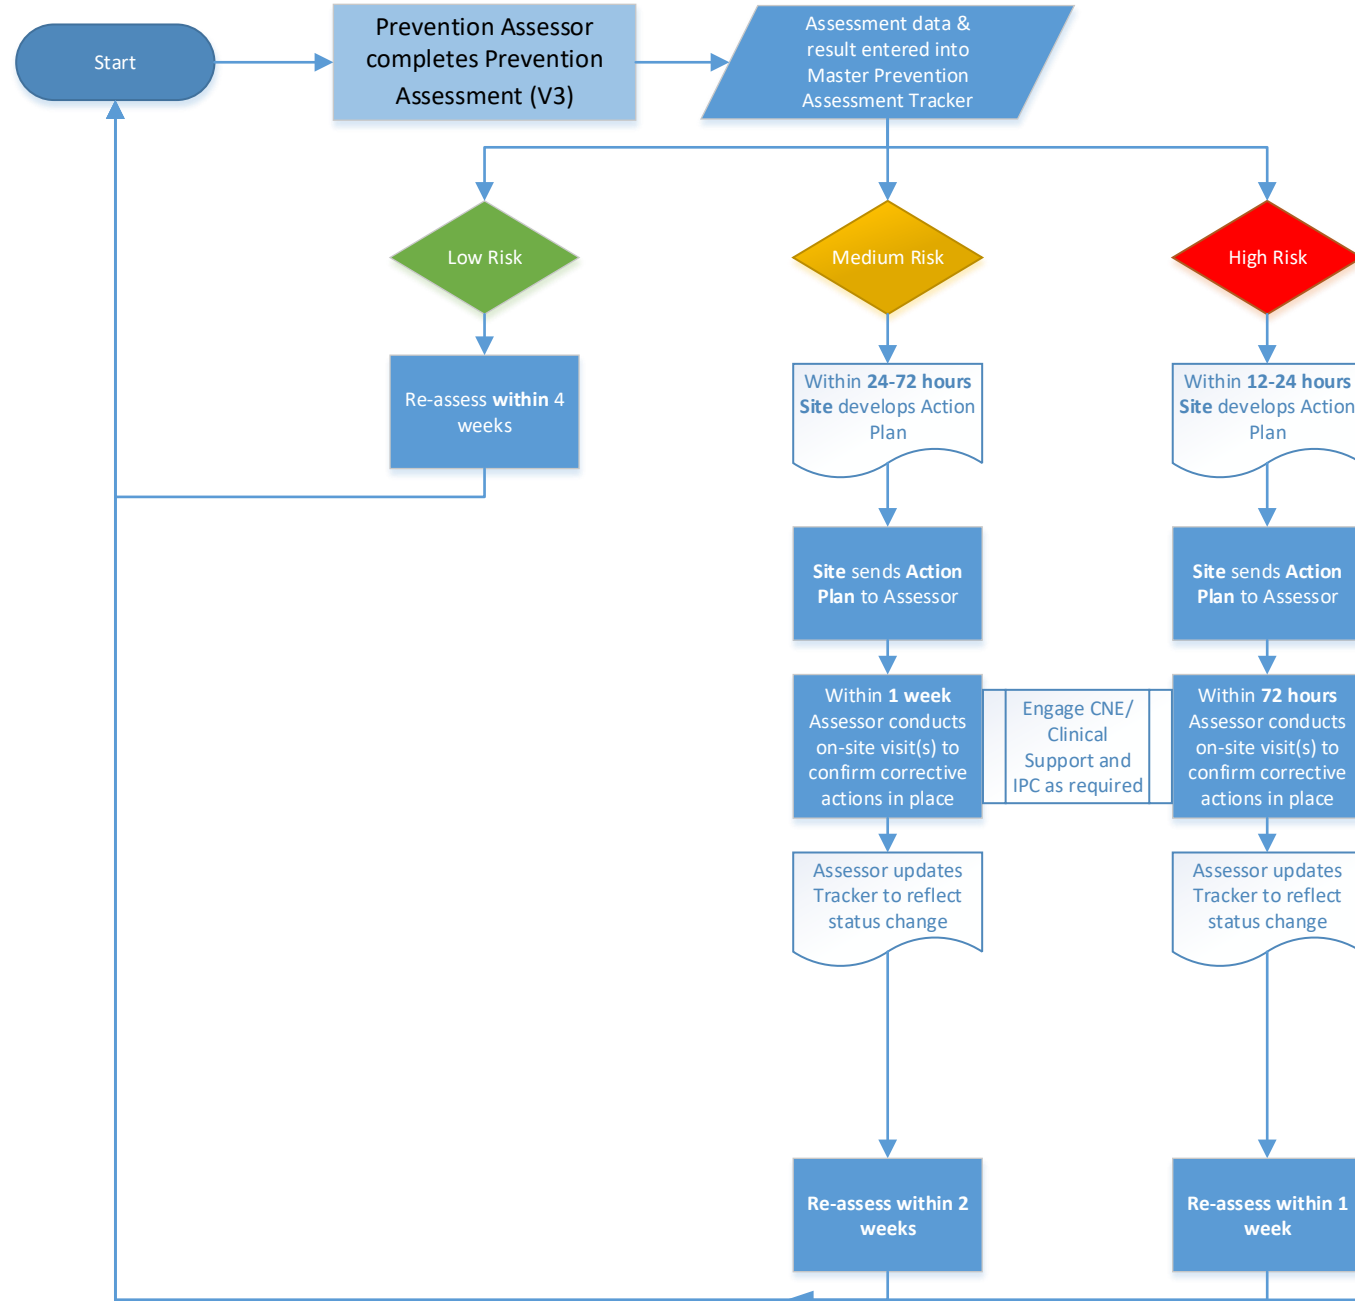 Start
Prevention Assessor
completes Prevention
Assessment (V3)
Assessment data &
result entered into
Master Prevention
Assessment Tracker
Low Risk
Medium Risk
High Risk
Re-assess within 4
weeks
Within 24-72 hours
Site develops Action
Plan
Within 12-24 hours
Site develops Action
Plan
Site sends Action
Plan to Assessor
Site sends Action
Plan to Assessor
Within 1 week
Assessor conducts
on-site visit(s) to
confirm corrective
actions in place
Engage CNE/
Clinical
Support and
IPC as required
Within 72 hours
Assessor conducts
on-site visit(s) to
confirm corrective
actions in place
Assessor updates
Tracker to reflect
status change
Assessor updates
Tracker to reflect
status change
Re-assess within 2
weeks
Re-assess within 1
week